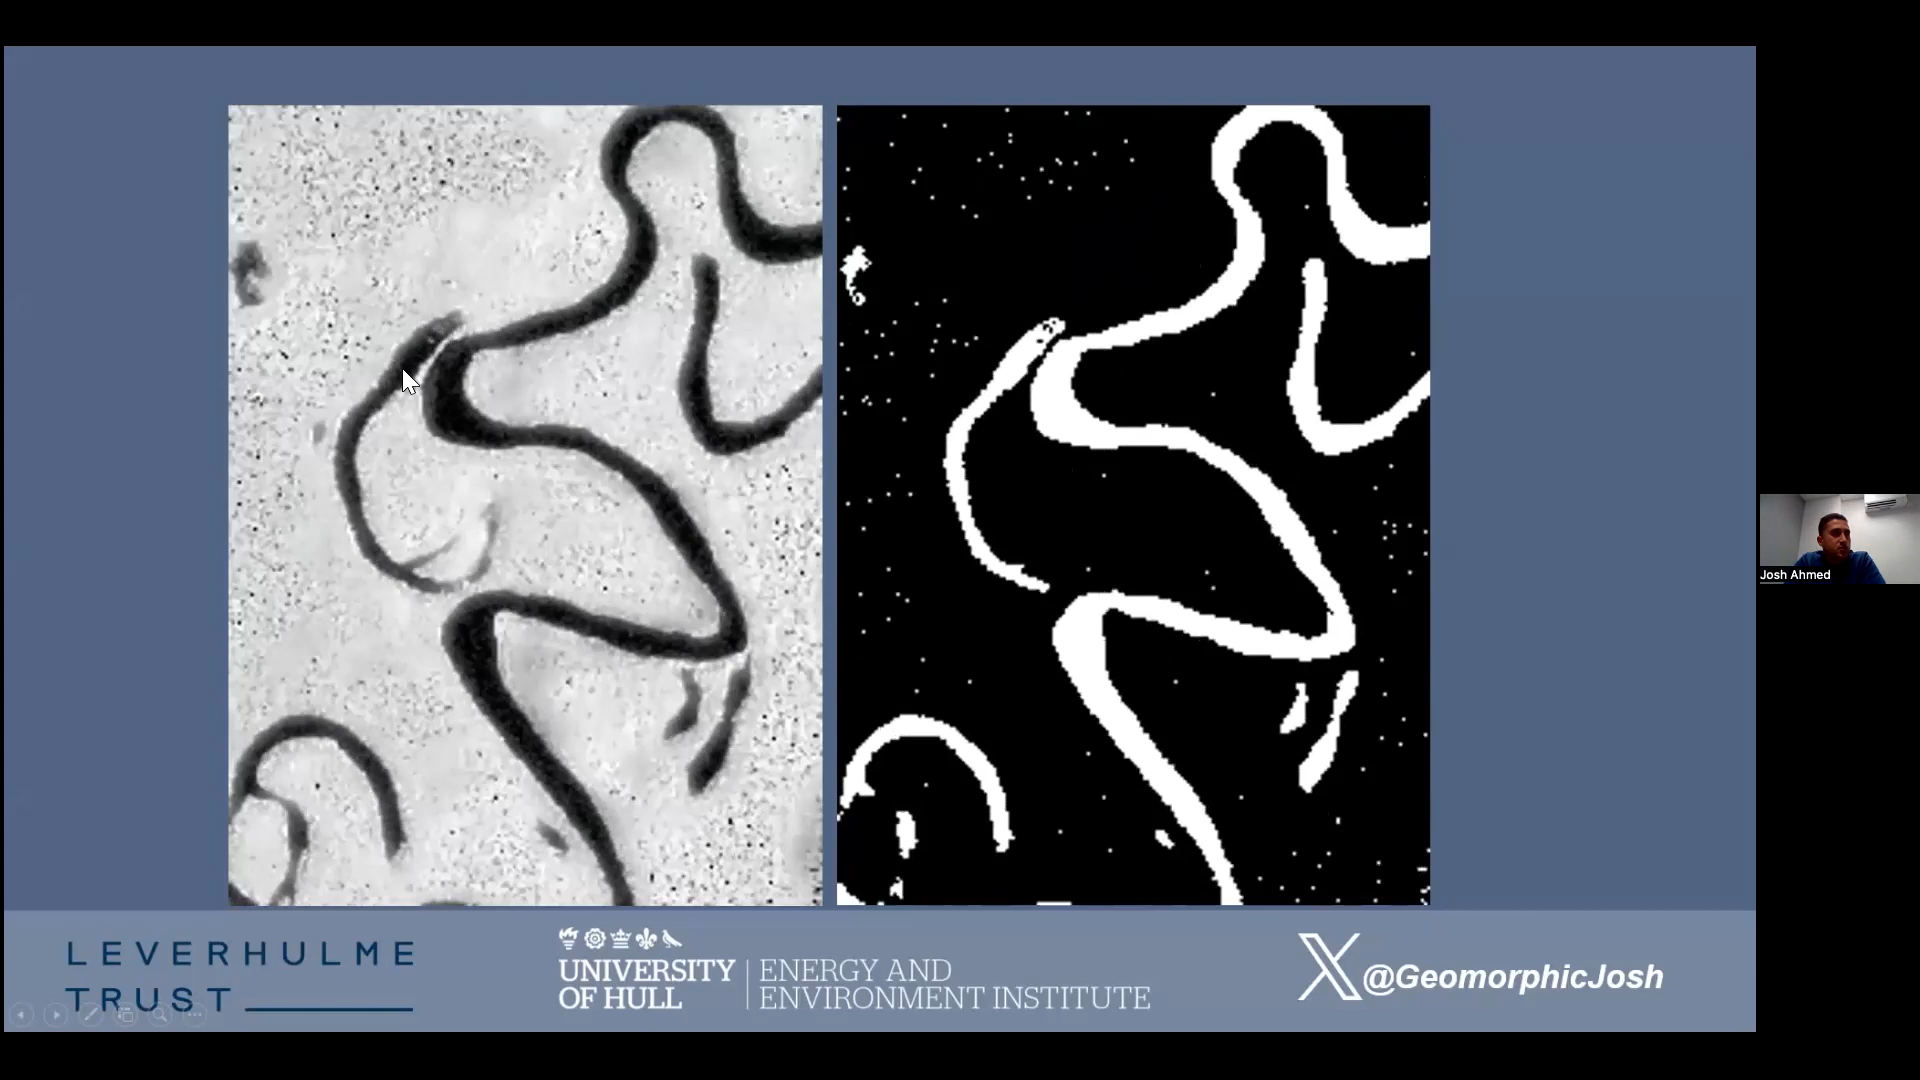 LEVERHULME
TRUST
UNIVERSITY
OF HULL
ENERGY AND
ENVIRONMENT INSTITUTE
@GeomorphicJosh
Josh Ahmed